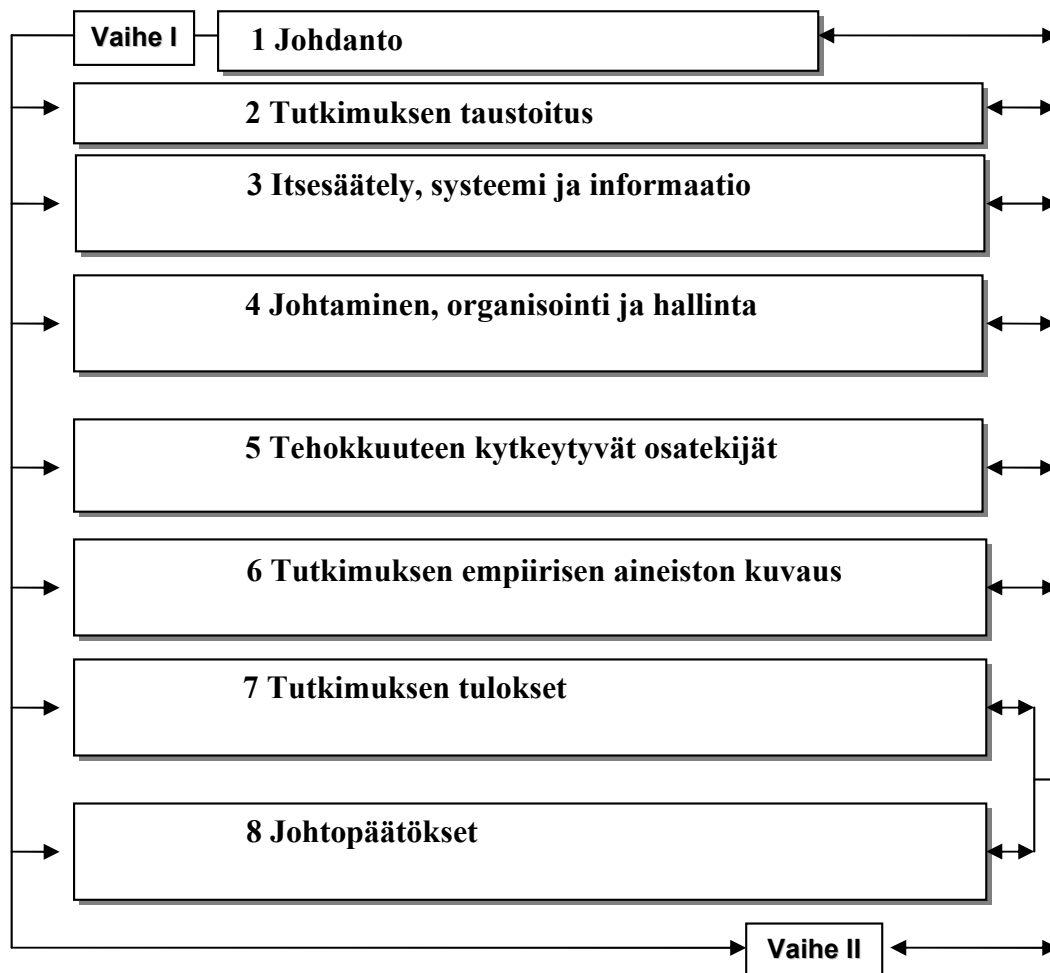 Vaihe I
1 Johdanto
2 Tutkimuksen taustoitus
3 Itsesäätely, systeemi ja informaatio
4 Johtaminen, organisointi ja hallinta
5 Tehokkuuteen kytkeytyvät osatekijät
6 Tutkimuksen empiirisen aineiston kuvaus
7 Tutkimuksen tulokset
8 Johtopäätökset
Vaihe II